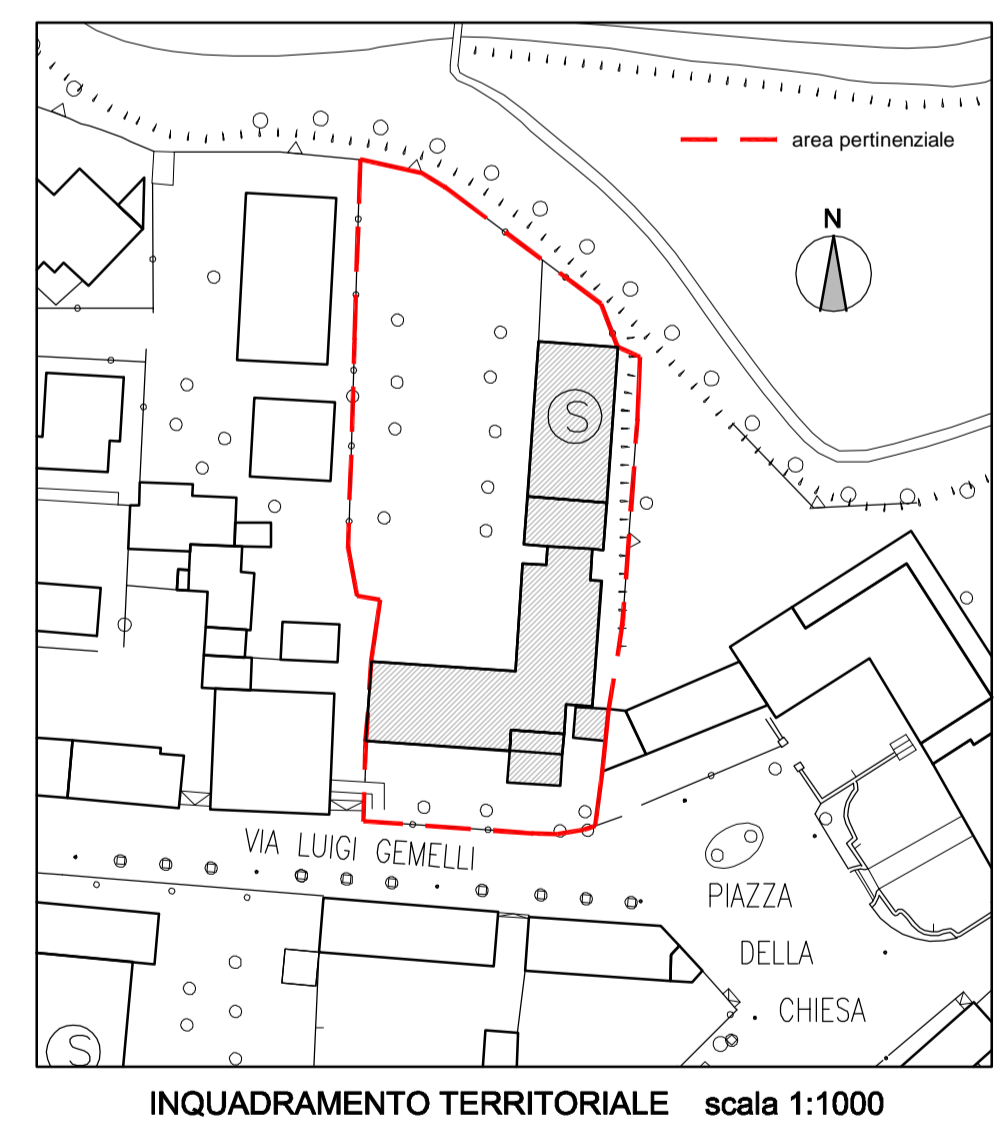 area pertinenziale
N
S
VIA LUIGI GEMELLI
PIAZZA
DELLA
CHIESA
S
INQUADRAMENTO TERRITORIALE scala 1:1000